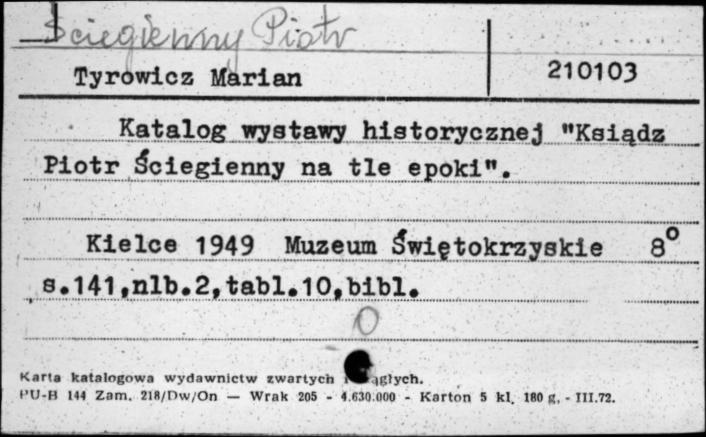 Ściegienny Piotr
Tyrowicz Marian 210103
Katalog wystawy historycznej "Ksiądz
Piotr Ściegienny na tle epoki".
Kielce 1949 Muzeum Świętokrzyskie 8°
s.141,nlb.2,tabl.10,bibl.
0
Karta katalogowa wydawnictw zwartych
PU-B 144 Zam. 218/Dw/On — Wrak 205 - 4.630.000 - Karton 5 kl. 180 g. - III.72.